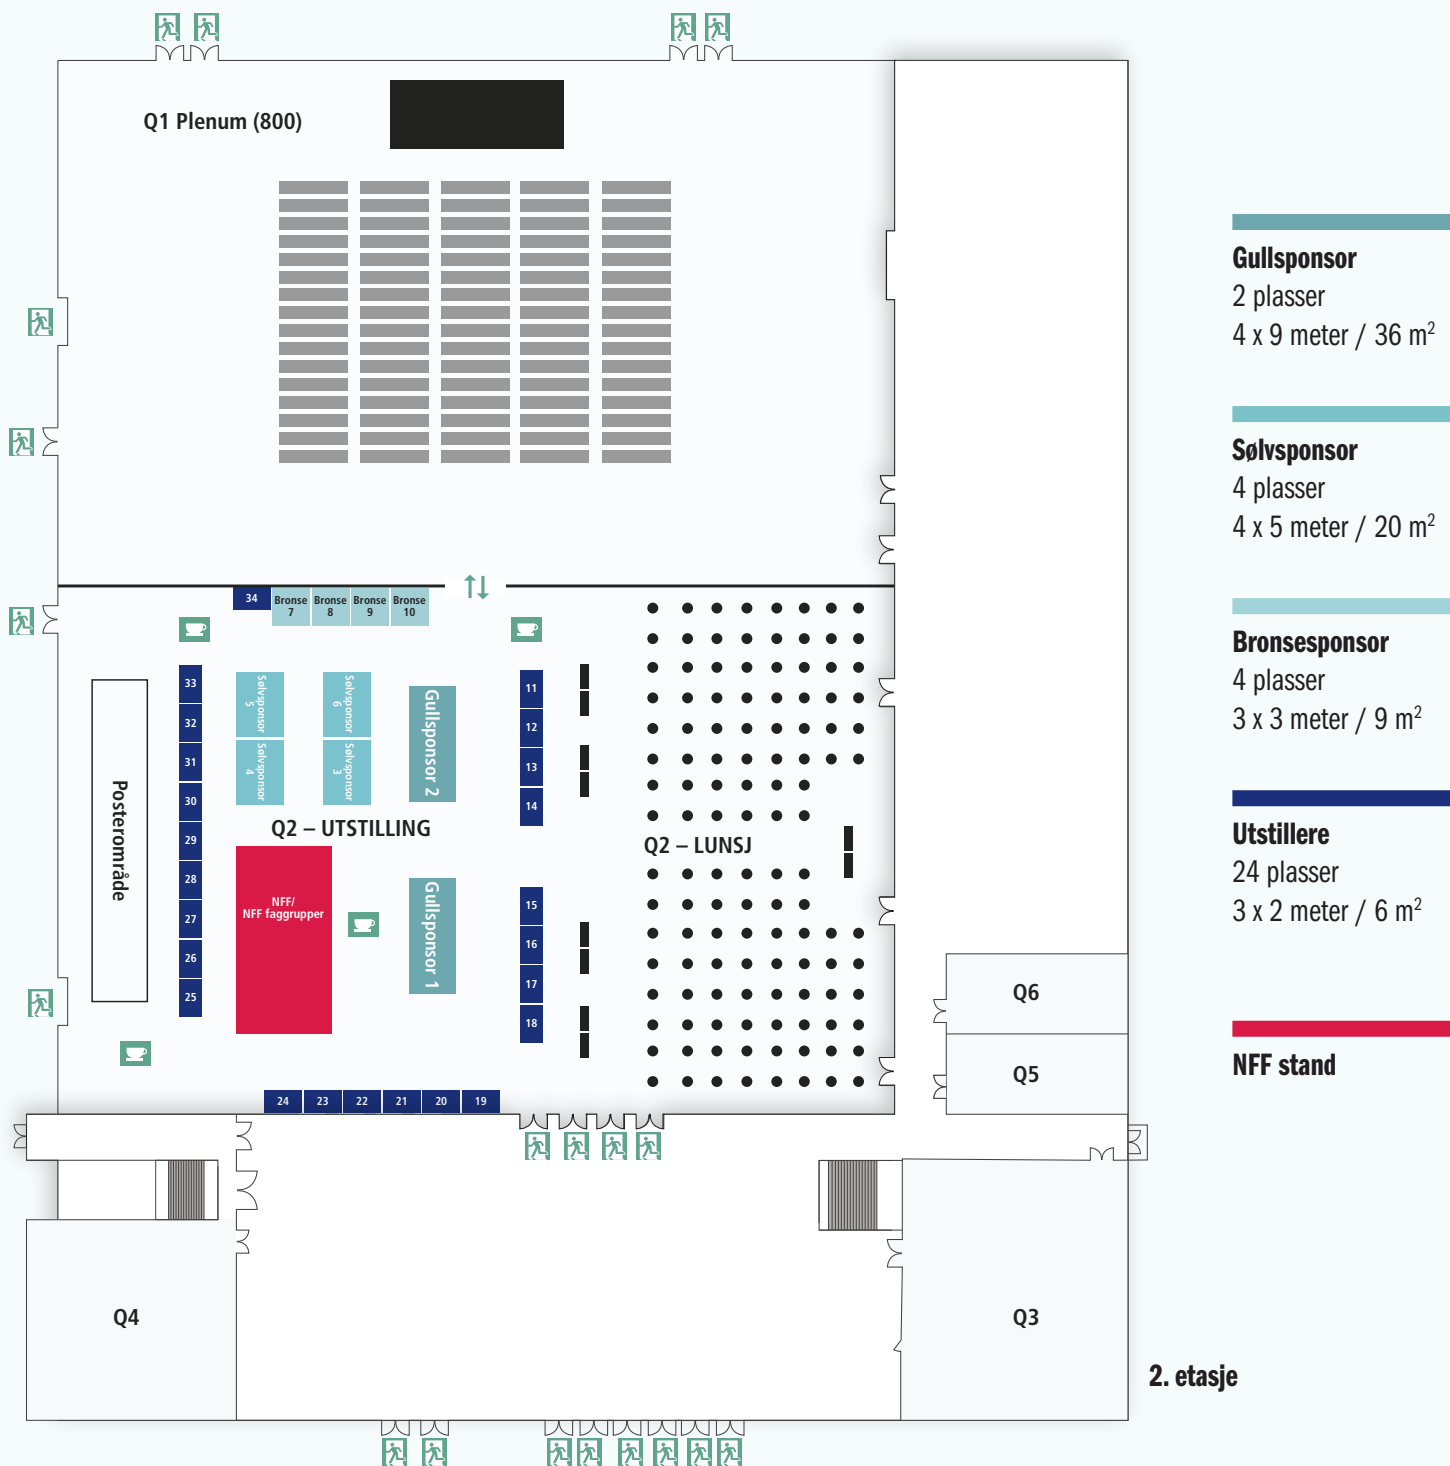 Q1 Plenum (800)
34
Bronse
7
Bronse
8
Bronse
9
Bronse
10
33
32
31
30
29
28
27
26
25
Sølvsponsor
5
Sølvsponsor
6
Sølvsponsor
4
Sølvsponsor
3
Gullsponsor 2
11
12
13
14
Posterområde
Q2 – UTSTILLING
Q2 – LUNSJ
NFF/
NFF faggrupper
Gullsponsor 1
15
16
17
18
24
23
22
21
20
19
Q6
Q5
Q4
Q3
2. etasje
Gullsponsor
2 plasser
4 x 9 meter / 36 m²
Sølvsponsor
4 plasser
4 x 5 meter / 20 m²
Bronsesponsor
4 plasser
3 x 3 meter / 9 m²
Utstillere
24 plasser
3 x 2 meter / 6 m²
NFF stand